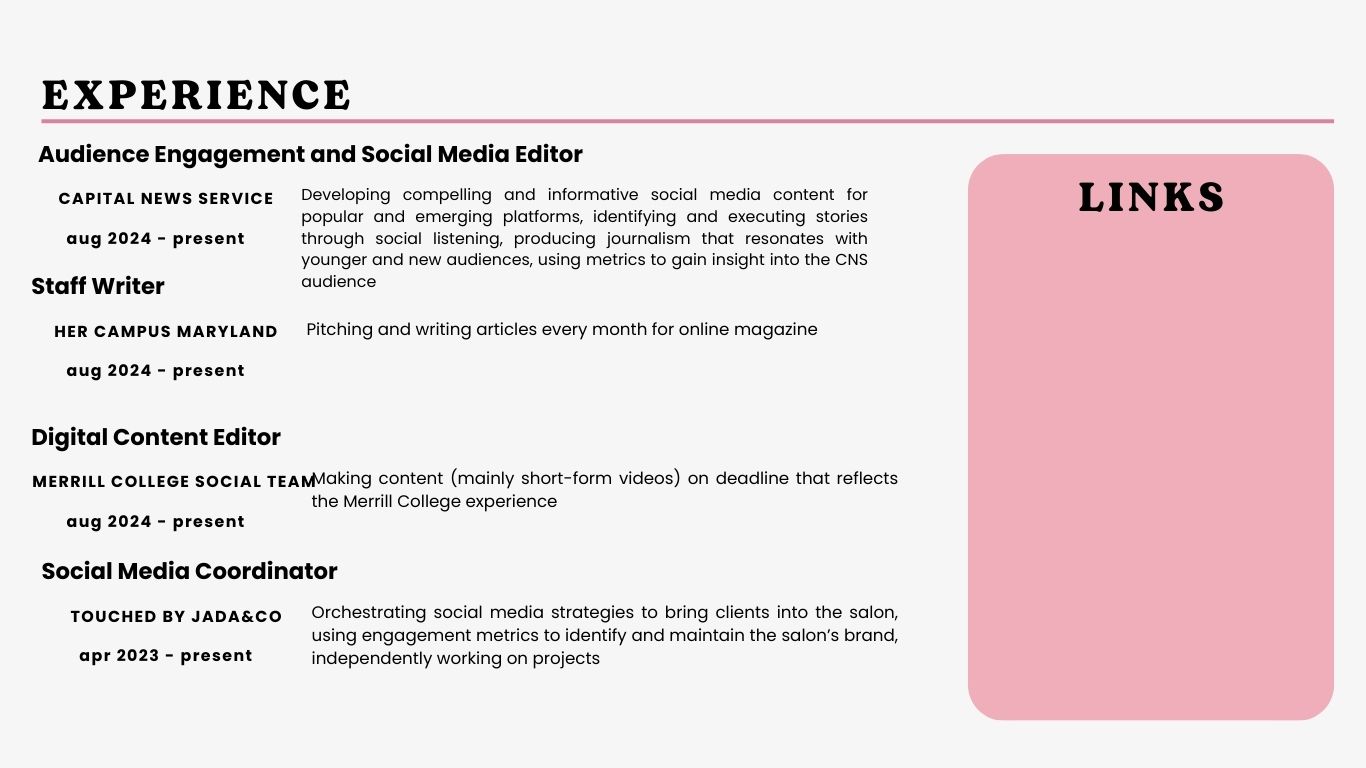 EXPERIENCE
Audience Engagement and Social Media Editor
CAPITAL NEWS SERVICE
aug 2024 - present
Developing compelling and informative social media content for
popular and emerging platforms, identifying and executing stories
through social listening, producing journalism that resonates with
younger and new audiences, using metrics to gain insight into the CNS
audience
Staff Writer
HER CAMPUS MARYLAND
aug 2024 - present
Pitching and writing articles every month for online magazine
Digital Content Editor
MERRILL COLLEGE SOCIAL TEAM
aug 2024 - present
Making content (mainly short-form videos) on deadline that reflects
the Merrill College experience
Social Media Coordinator
TOUCHED BY JADA&CO
apr 2023 - present
Orchestrating social media strategies to bring clients into the salon,
using engagement metrics to identify and maintain the salon’s brand,
independently working on projects
LINKS